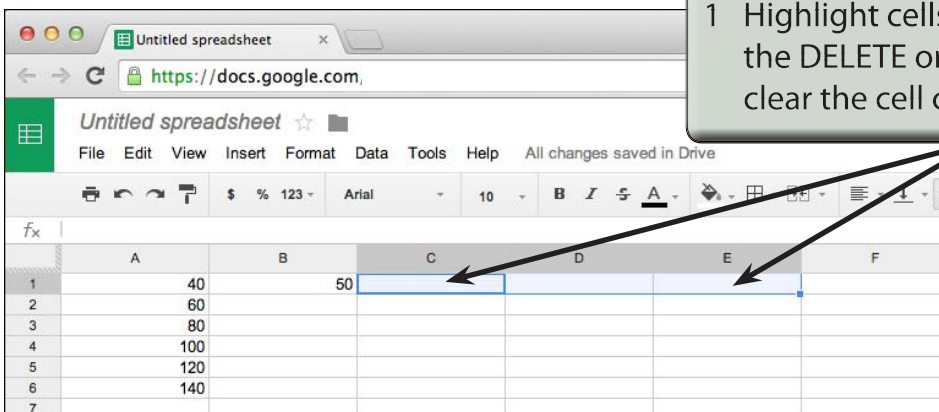 1 Highlight cells
the DELETE or
clear the cell
Untitled spreadsheet ×
https://docs.google.com
Untitled spreadsheet
File Edit View Insert Format Data Tools Help All changes saved in Drive
$ % 123 Arial 10 B I S A
fx
A B C D E F
1 40 50
2 60
3 80
4 100
5 120
6 140
7